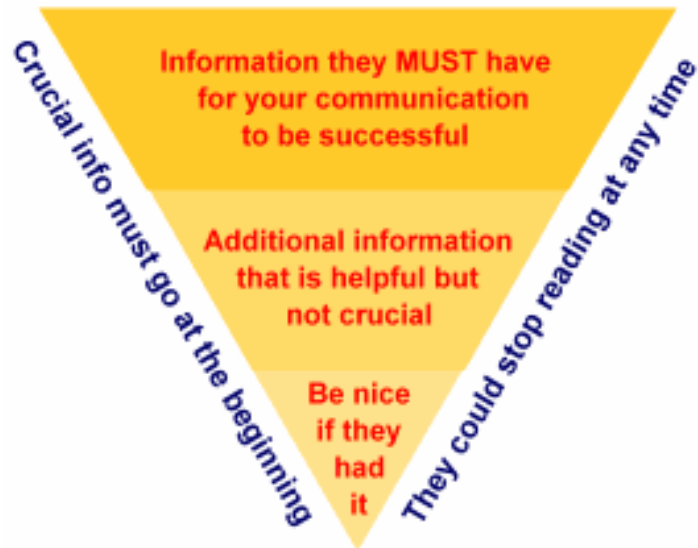 Information they MUST have
for your communication
to be successful
Additional information
that is helpful but
not crucial
Be nice
if they
had
it
Crucial info must go at the beginning
They could stop reading at any time